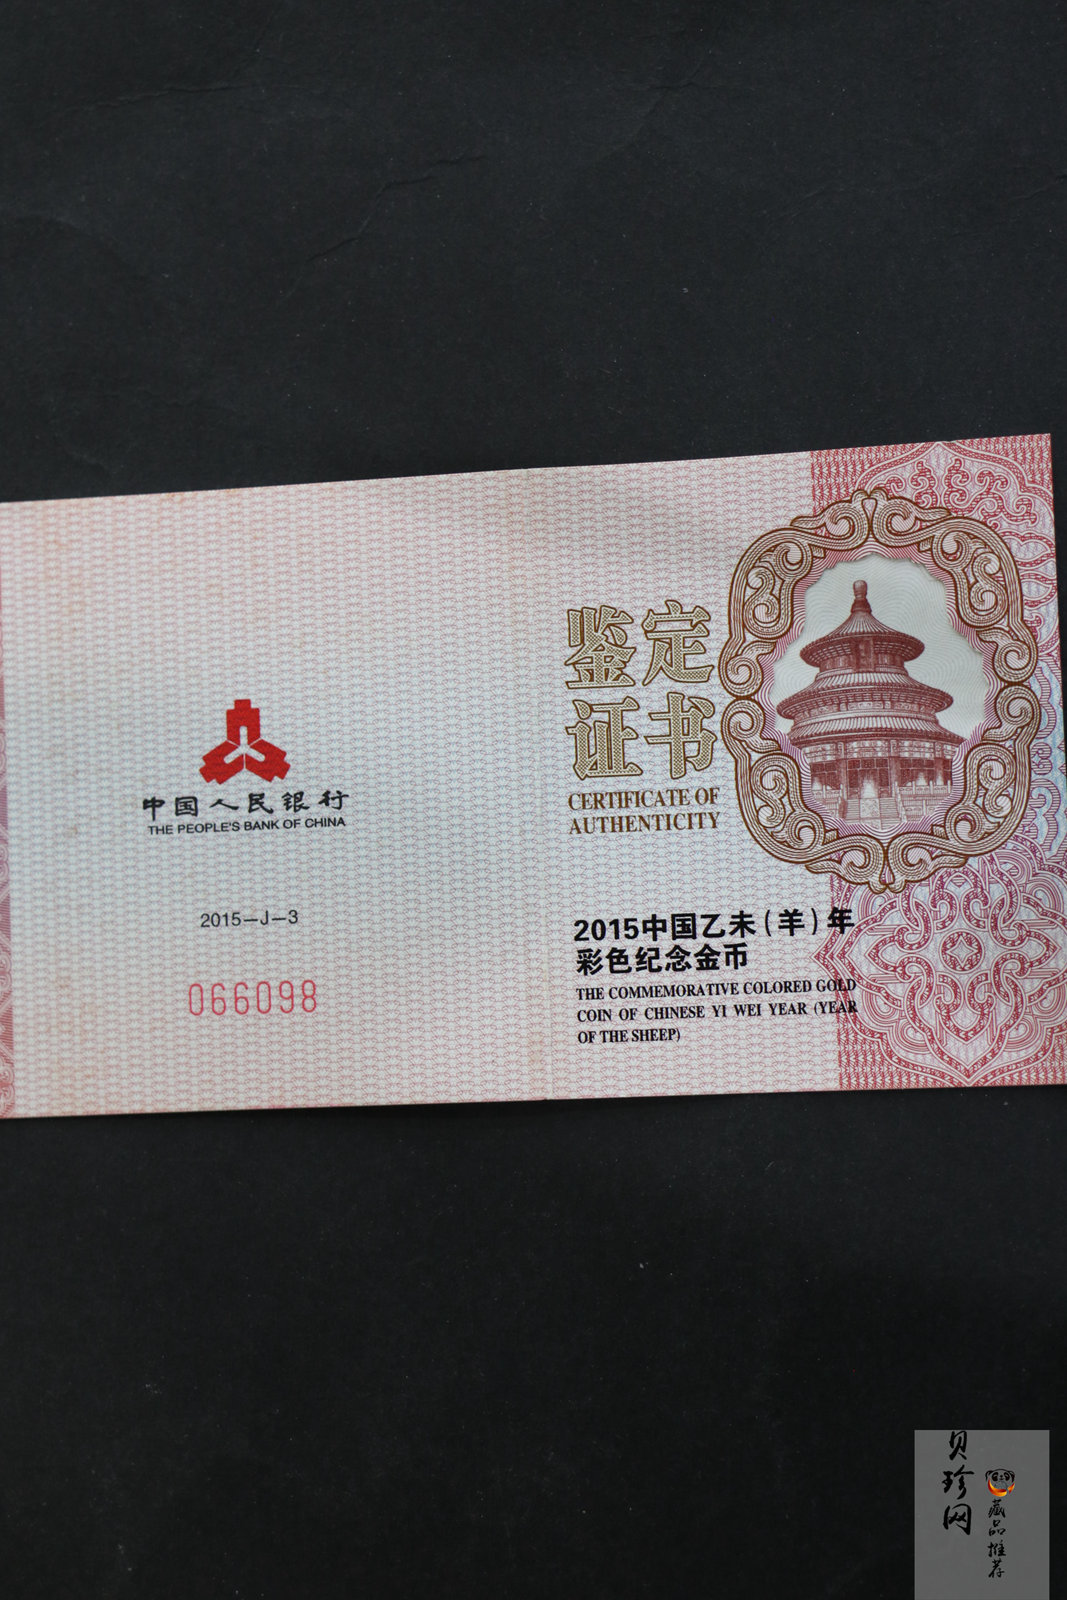 中国人民银行
THE PEOPLE'S BANK OF CHINA
2015—J—3
066098
鉴定
证书
CERTIFICATE OF
AUTHENTICITY
2015中国乙未(羊)年
彩色纪念金币
THE COMMEMORATIVE COLORED GOLD
COIN OF CHINESE YI WEI YEAR (YEAR
OF THE SHEEP)
贝珍网
藏品推荐